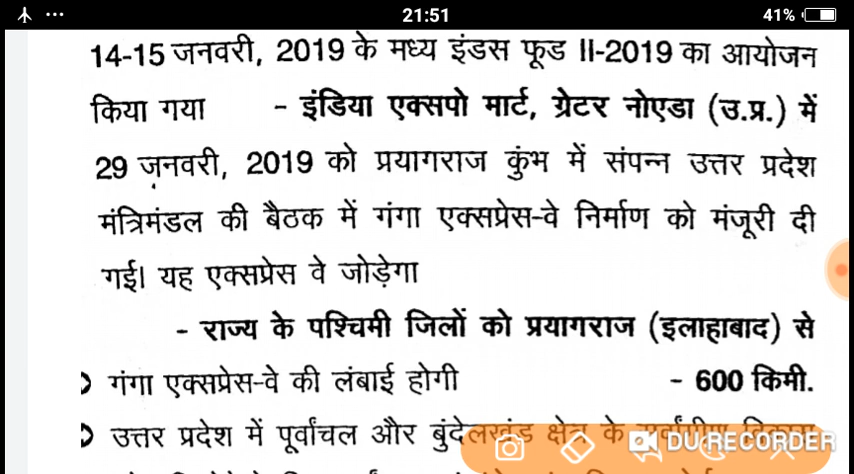 21:51
41%
14-15 जनवरी, 2019 के मध्य इंडस फूड II-2019 का आयोजन
किया गया - इंडिया एक्सपो मार्ट, ग्रेटर नोएडा (उ.प्र.) में
29 जनवरी, 2019 को प्रयागराज कुंभ में संपन्न उत्तर प्रदेश
मंत्रिमंडल की बैठक में गंगा एक्सप्रेस-वे निर्माण को मंजूरी दी
गई। यह एक्सप्रेस वे जोड़ेगा
- राज्य के पश्चिमी जिलों को प्रयागराज (इलाहाबाद) से
गंगा एक्सप्रेस-वे की लंबाई होगी - 600 किमी.
उत्तर प्रदेश में पूर्वांचल और बुंदेलखंड क्षेत्र के सर्वांगीण विकास
DU RECORDER